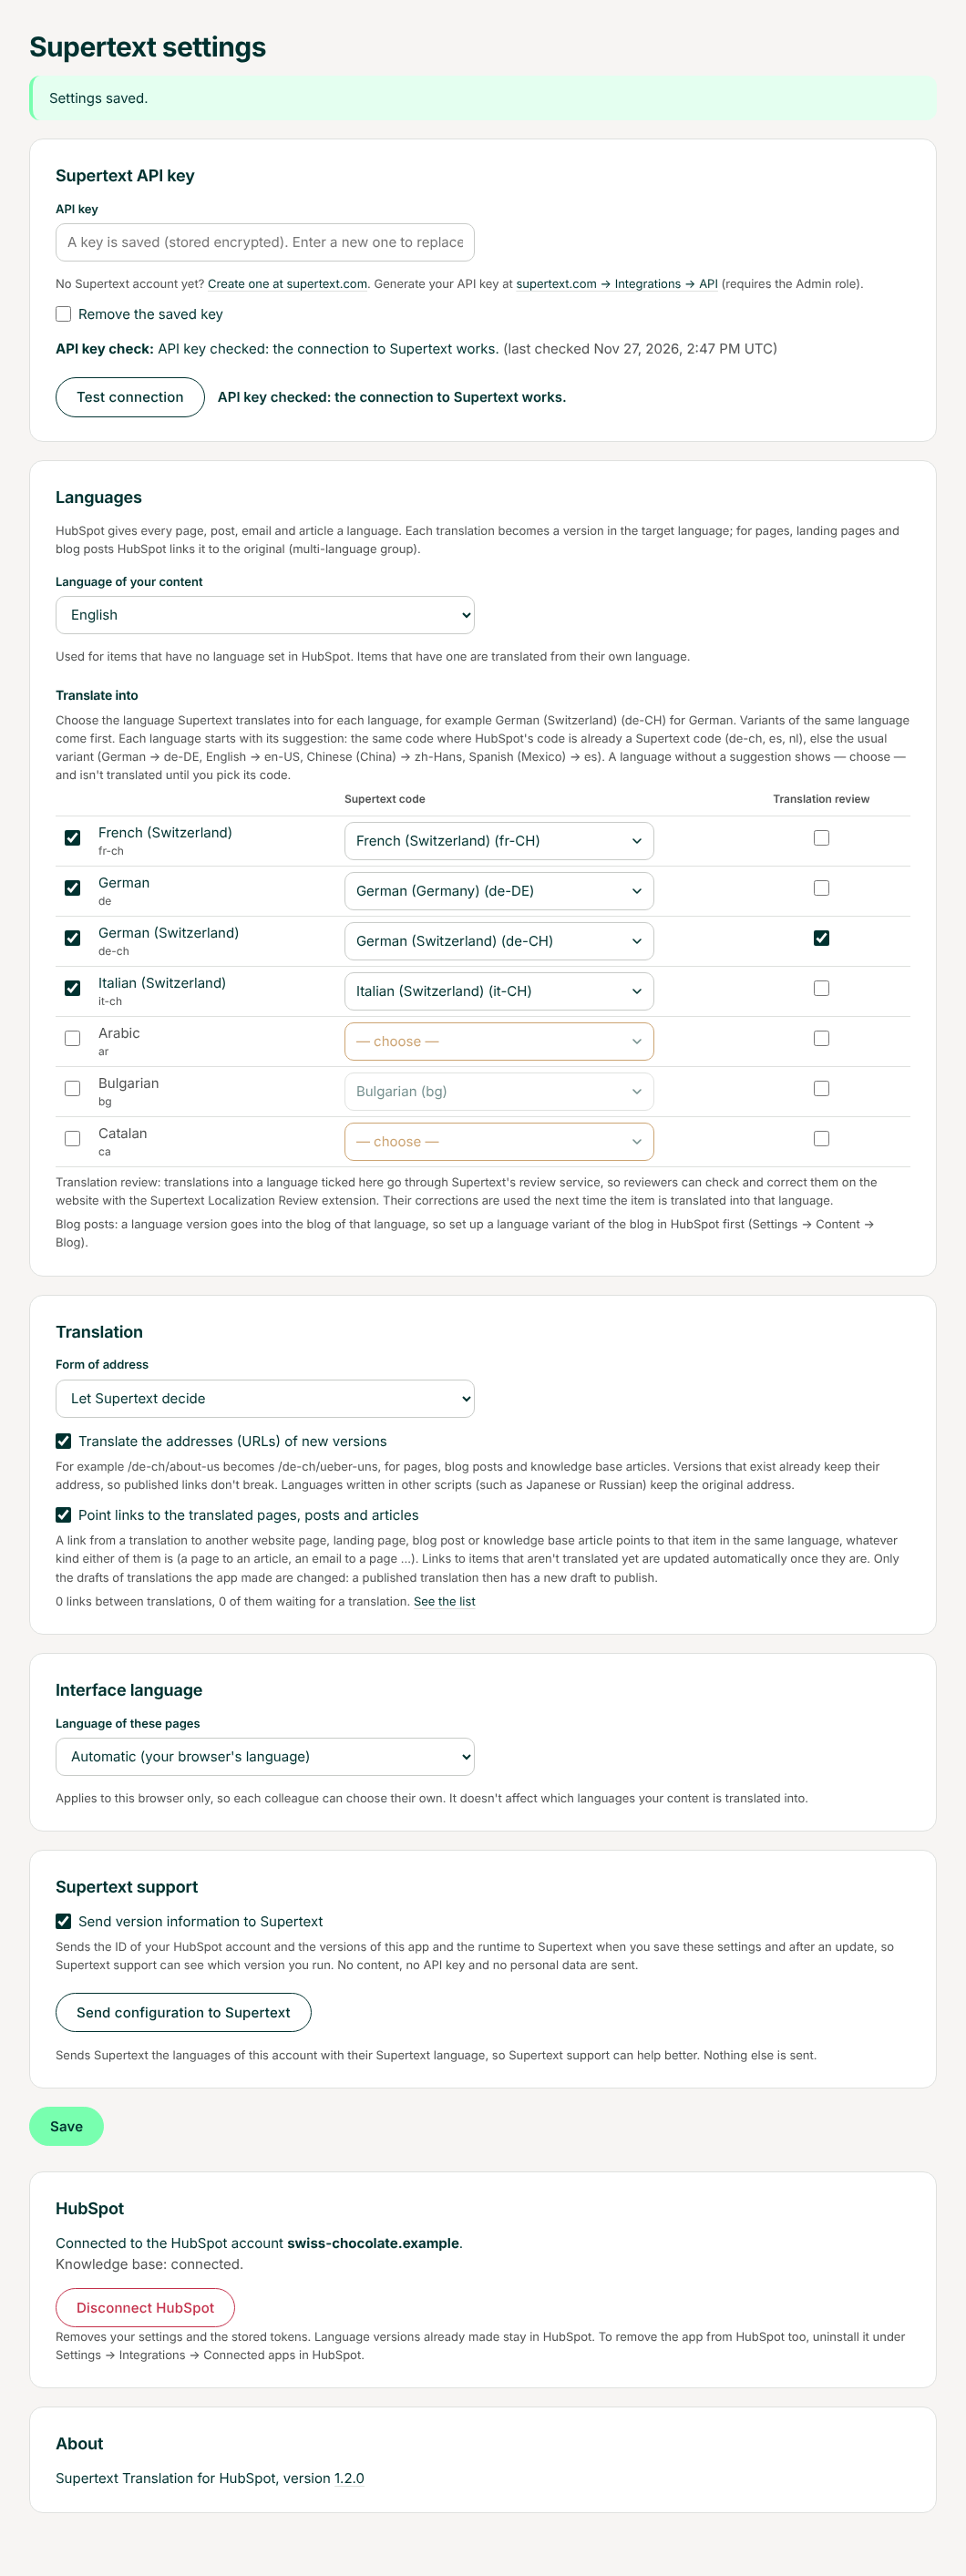 Supertext settings
Settings saved.
Supertext API key
API key
A key is saved (stored encrypted). Enter a new one to replace
No Supertext account yet? Create one at supertext.com. Generate your API key at supertext.com → Integrations → API (requires the Admin role).
Remove the saved key
API key check: API key checked: the connection to Supertext works. (last checked Nov 27, 2026, 2:47 PM UTC)
Test connection API key checked: the connection to Supertext works.
Languages
HubSpot gives every page, post, email and article a language. Each translation becomes a version in the target language; for pages, landing pages and
blog posts HubSpot links it to the original (multi-language group).
Language of your content
English
Used for items that have no language set in HubSpot. Items that have one are translated from their own language.
Translate into
Choose the language Supertext translates into for each language, for example German (Switzerland) (de-CH) for German. Variants of the same language
come first. Each language starts with its suggestion: the same code where HubSpot's code is already a Supertext code (de-ch, es, nl), else the usual
variant (German → de-DE, English → en-US, Chinese (China) → zh-Hans, Spanish (Mexico) → es). A language without a suggestion shows — choose —
and isn't translated until you pick its code.
Supertext code Translation review
French (Switzerland)
fr-ch
French (Switzerland) (fr-CH)
German
de
German (Germany) (de-DE)
German (Switzerland)
de-ch
German (Switzerland) (de-CH)
Italian (Switzerland)
it-ch
Italian (Switzerland) (it-CH)
Arabic
ar
— choose —
Bulgarian
bg
Bulgarian (bg)
Catalan
ca
— choose —
Translation review: translations into a language ticked here go through Supertext's review service, so reviewers can check and correct them on the
website with the Supertext Localization Review extension. Their corrections are used the next time the item is translated into that language.
Blog posts: a language version goes into the blog of that language, so set up a language variant of the blog in HubSpot first (Settings → Content →
Blog).
Translation
Form of address
Let Supertext decide
Translate the addresses (URLs) of new versions
For example /de-ch/about-us becomes /de-ch/ueber-uns, for pages, blog posts and knowledge base articles. Versions that exist already keep their
address, so published links don't break. Languages written in other scripts (such as Japanese or Russian) keep the original address.
Point links to the translated pages, posts and articles
A link from a translation to another website page, landing page, blog post or knowledge base article points to that item in the same language, whatever
kind either of them is (a page to an article, an email to a page ...). Links to items that aren't translated yet are updated automatically once they are. Only
the drafts of translations the app made are changed: a published translation then has a new draft to publish.
0 links between translations, 0 of them waiting for a translation. See the list
Interface language
Language of these pages
Automatic (your browser's language)
Applies to this browser only, so each colleague can choose their own. It doesn't affect which languages your content is translated into.
Supertext support
Send version information to Supertext
Sends the ID of your HubSpot account and the versions of this app and the runtime to Supertext when you save these settings and after an update, so
Supertext support can see which version you run. No content, no API key and no personal data are sent.
Send configuration to Supertext
Sends Supertext the languages of this account with their Supertext language, so Supertext support can help better. Nothing else is sent.
Save
HubSpot
Connected to the HubSpot account swiss-chocolate.example.
Knowledge base: connected.
Disconnect HubSpot
Removes your settings and the stored tokens. Language versions already made stay in HubSpot. To remove the app from HubSpot too, uninstall it under
Settings → Integrations → Connected apps in HubSpot.
About
Supertext Translation for HubSpot, version 1.2.0